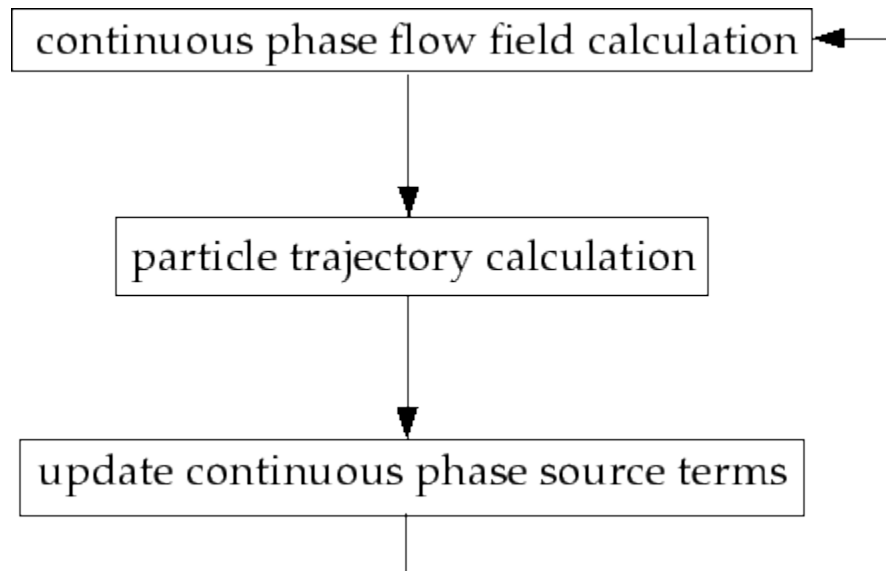 continuous phase flow field calculation
particle trajectory calculation
update continuous phase source terms